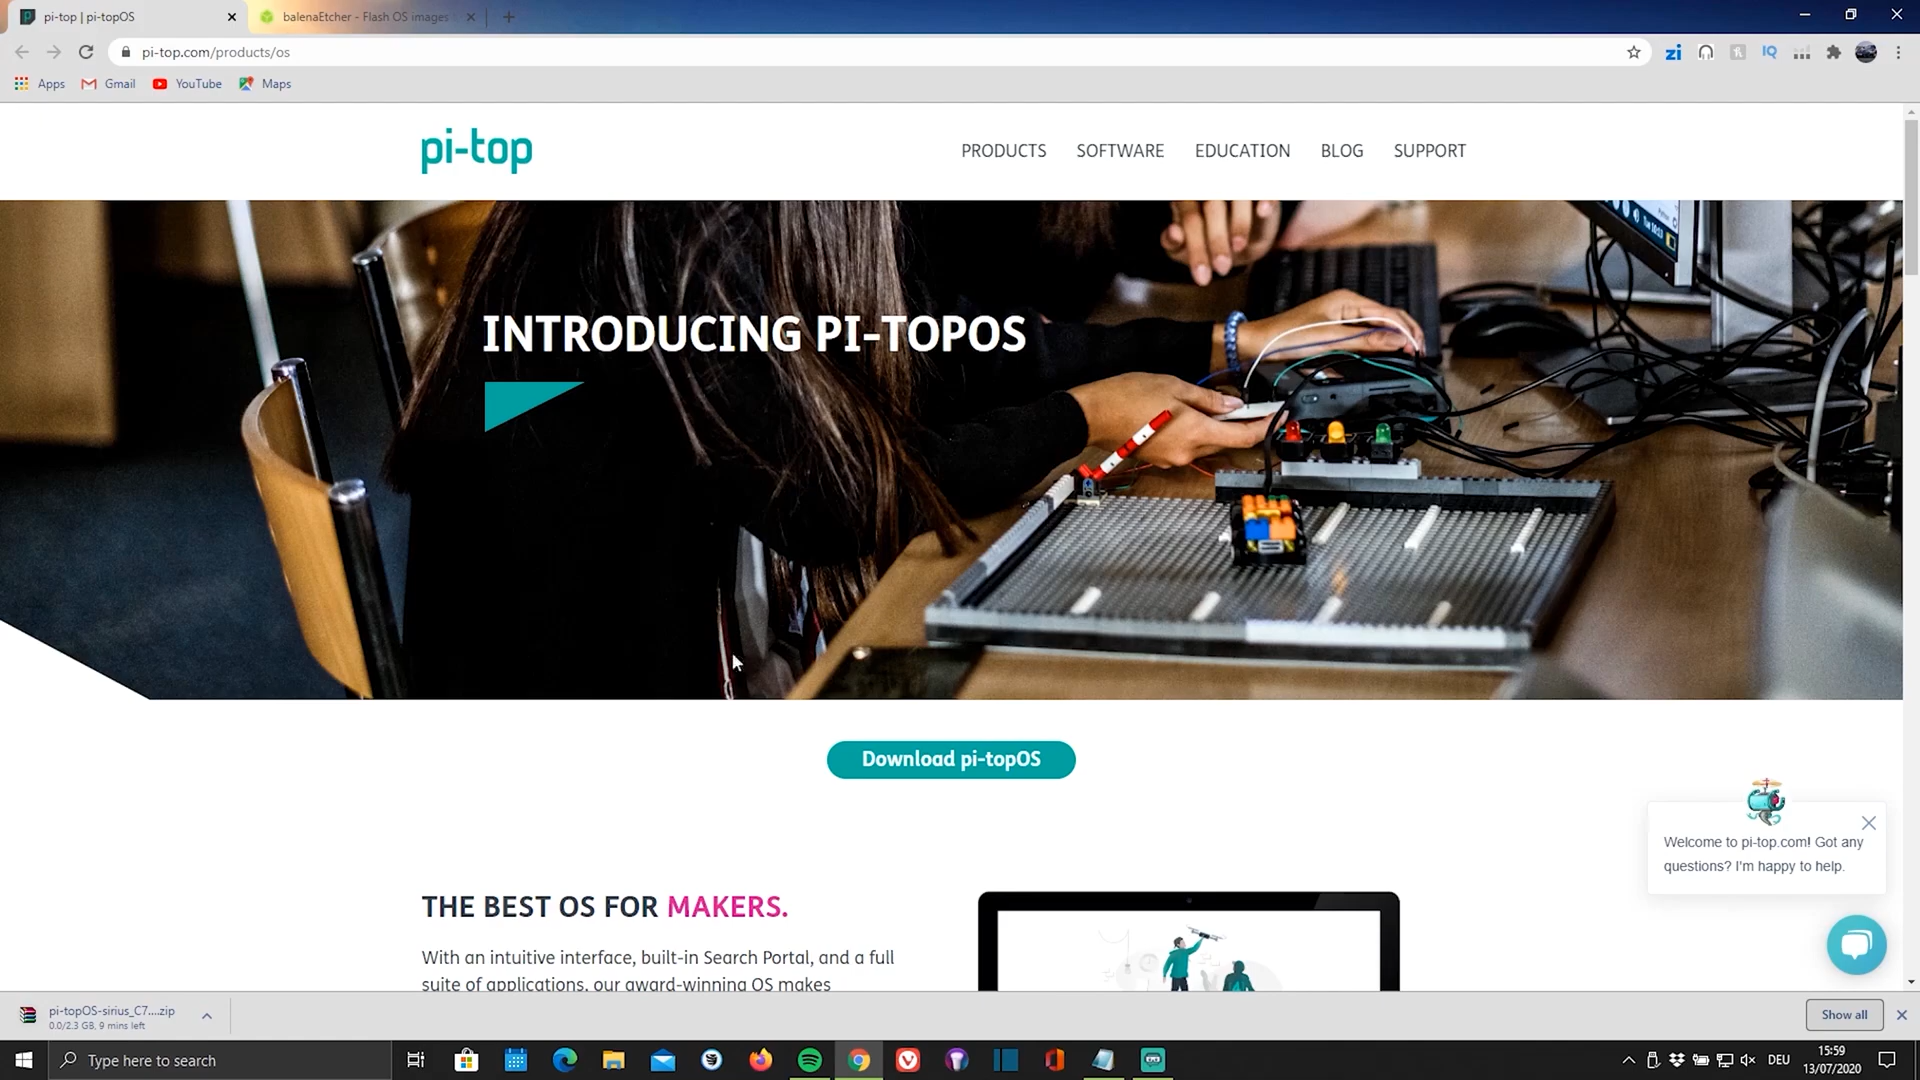 pi-top | pi-topOS
balenaEtcher - Flash OS images
pi-top.com/products/os
zi
IQ
Apps
Gmail
YouTube
Maps
pi-top
PRODUCTS
SOFTWARE
EDUCATION
BLOG
SUPPORT
INTRODUCING PI-TOPOS
Download pi-topOS
Welcome to pi-top.com! Got any
questions? I'm happy to help.
THE BEST OS FOR MAKERS.
With an intuitive interface, built-in Search Portal, and a full
suite of applications, our award-winning OS makes
pi-topOS-sirius_C7....zip
0.0/2.3 GB, 9 mins left
Show all
Type here to search
DEU
15:59
13/07/2020